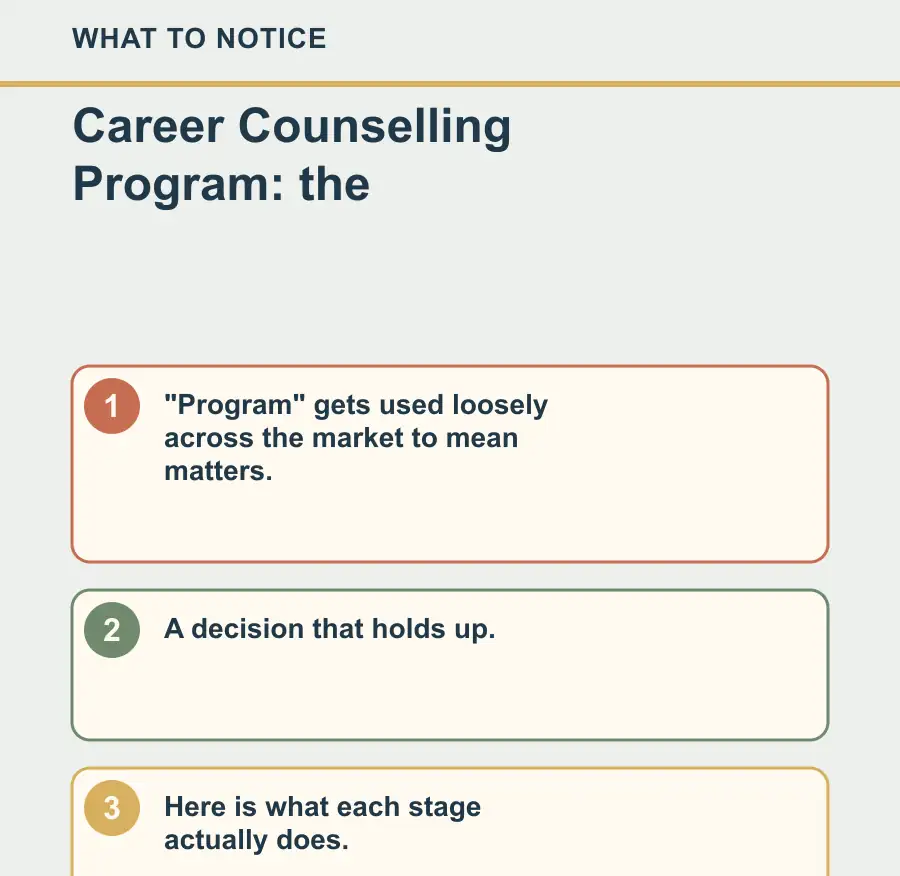 WHAT TO NOTICE
Career Counselling
Program: the
1
"Program" gets used loosely
across the market to mean
matters.
2
A decision that holds up.
3
Here is what each stage
actually does.